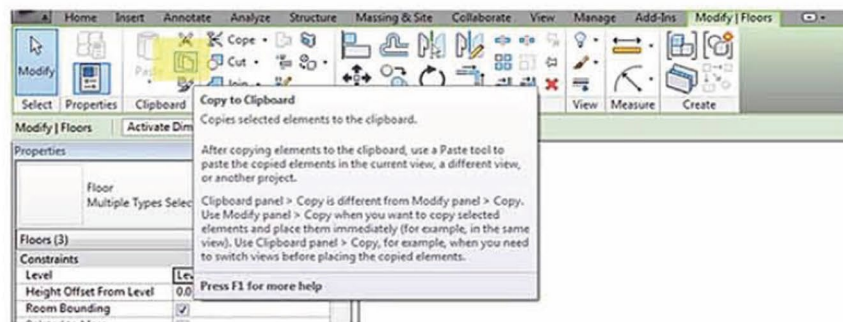 Home Insert Annotate Analyze Structure Massing & Site Collaborate View Manage Add-Ins Modify | Floors
Cope
Modify
Paste
Cut
Join
Select Properties Clipboard View Measure Create
Copy to Clipboard
Copies selected elements to the clipboard.
After copying elements to the clipboard, use a Paste tool to
paste the copied elements in the current view, a different view,
or another project.
Clipboard panel > Copy is different from Modify panel > Copy.
Use Modify panel > Copy when you want to copy selected
elements and place them immediately (for example, in the same
view). Use Clipboard panel > Copy, for example, when you need
to switch views before placing the copied elements.
Press F1 for more help
Modify | Floors Activate Dim
Properties
Floor
Multiple Types Selec
Floors (3)
Constraints
Level Lev
Height Offset From Level 0.0
Room Bounding